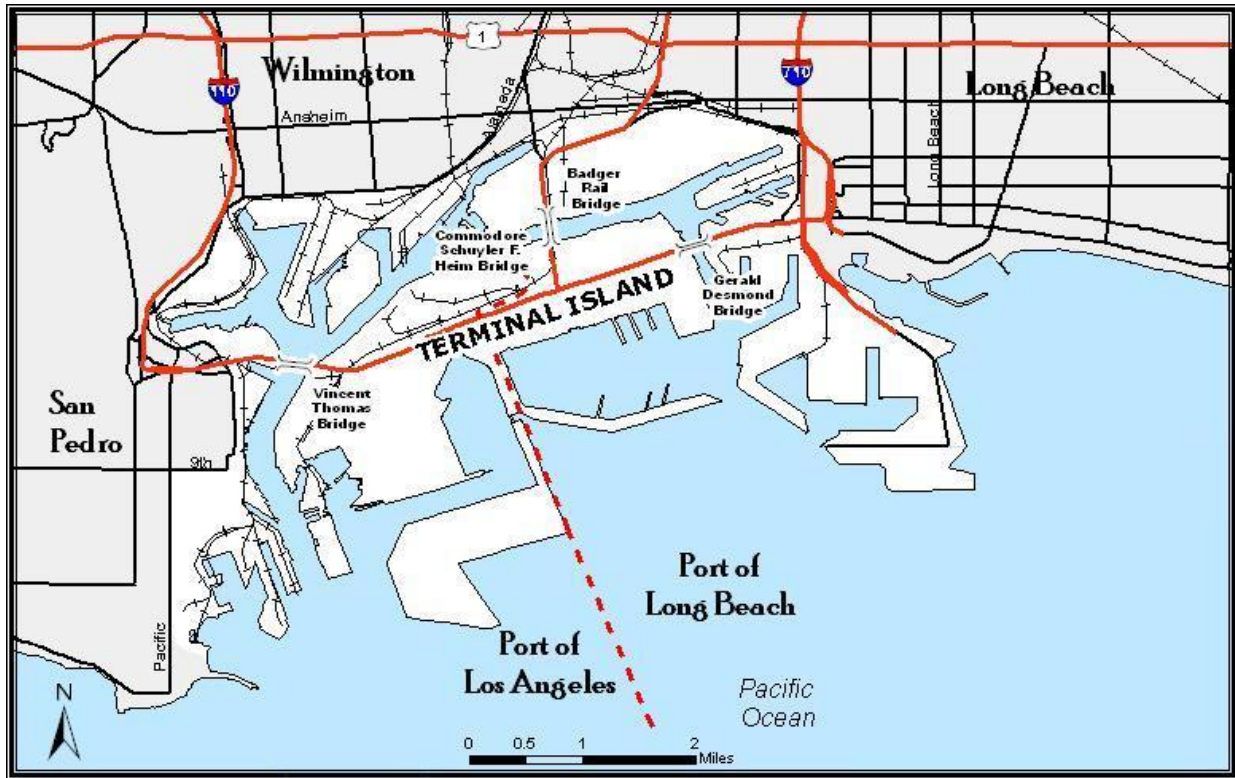 1
Wilmington
110
710
Long Beach
Anaheim
Alameda
Long Beach
Badger
Rail
Bridge
Commodore
Schuyler F.
Heim Bridge
Gerald
Desmond
Bridge
TERMINAL ISLAND
Vincent
Thomas
Bridge
San
Pedro
9th
Port of
Long Beach
Port of
Los Angeles
Pacific
Pacific
Ocean
N
0 0.5 1 2
Miles